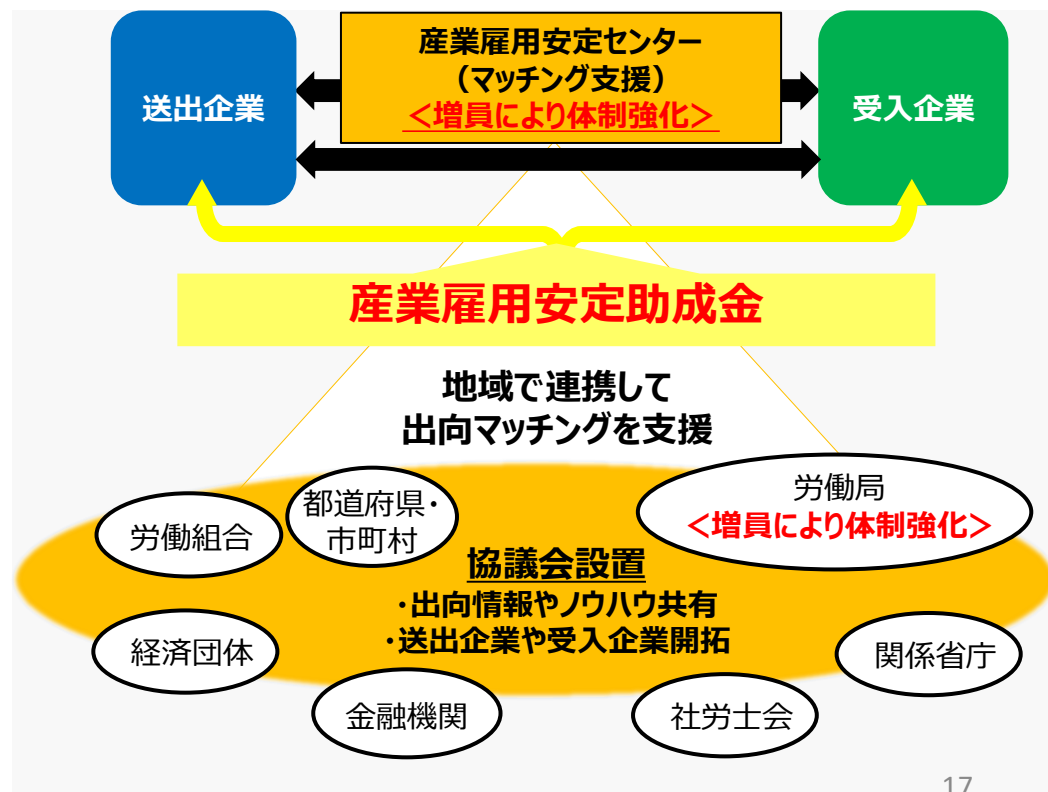 産業雇用安定センター
（マッチング支援）
＜増員により体制強化＞
送出企業
受入企業
産業雇用安定助成金
地域で連携して
出向マッチングを支援
労働組合
都道府県・
市町村
労働局
＜増員により体制強化＞
協議会設置
・出向情報やノウハウ共有
・送出企業や受入企業開拓
経済団体
関係省庁
金融機関
社労士会
17